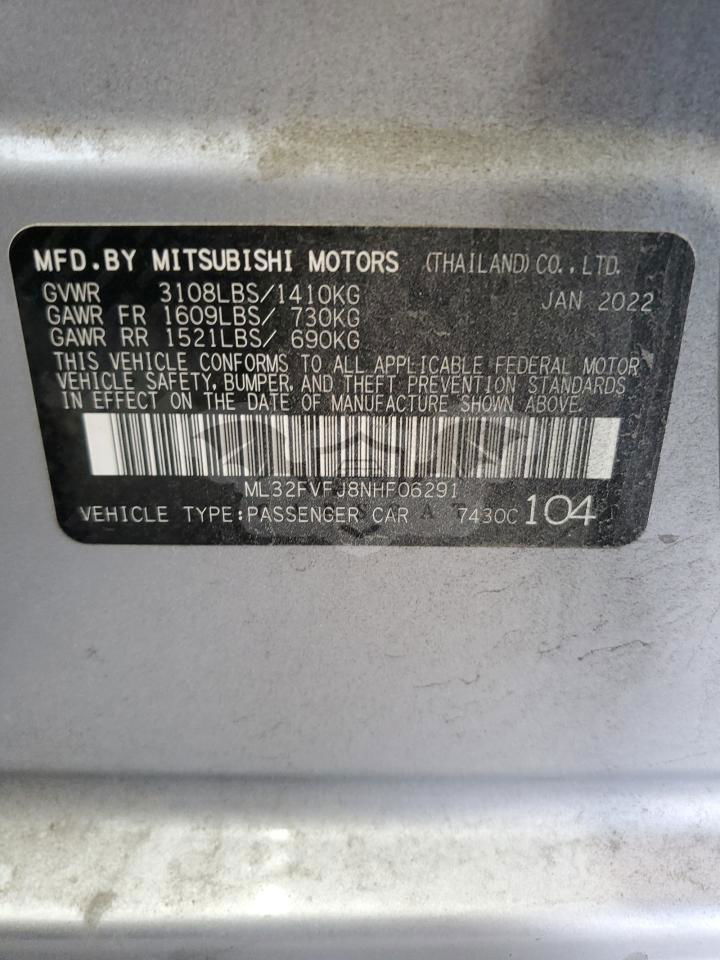 MFD.BY MITSUBISHI MOTORS (THAILAND) CO.,LTD.
GVWR 3108LBS/1410KG JAN 2022
GAWR FR 1609LBS/ 730KG
GAWR RR 1521LBS/ 690KG
THIS VEHICLE CONFORMS TO ALL APPLICABLE FEDERAL MOTOR
VEHICLE SAFETY, BUMPER, AND THEFT PREVENTION STANDARDS
IN EFFECT ON THE DATE OF MANUFACTURE SHOWN ABOVE.
ML32FVFJ8NHF06291
VEHICLE TYPE:PASSENGER CAR 7430C 104